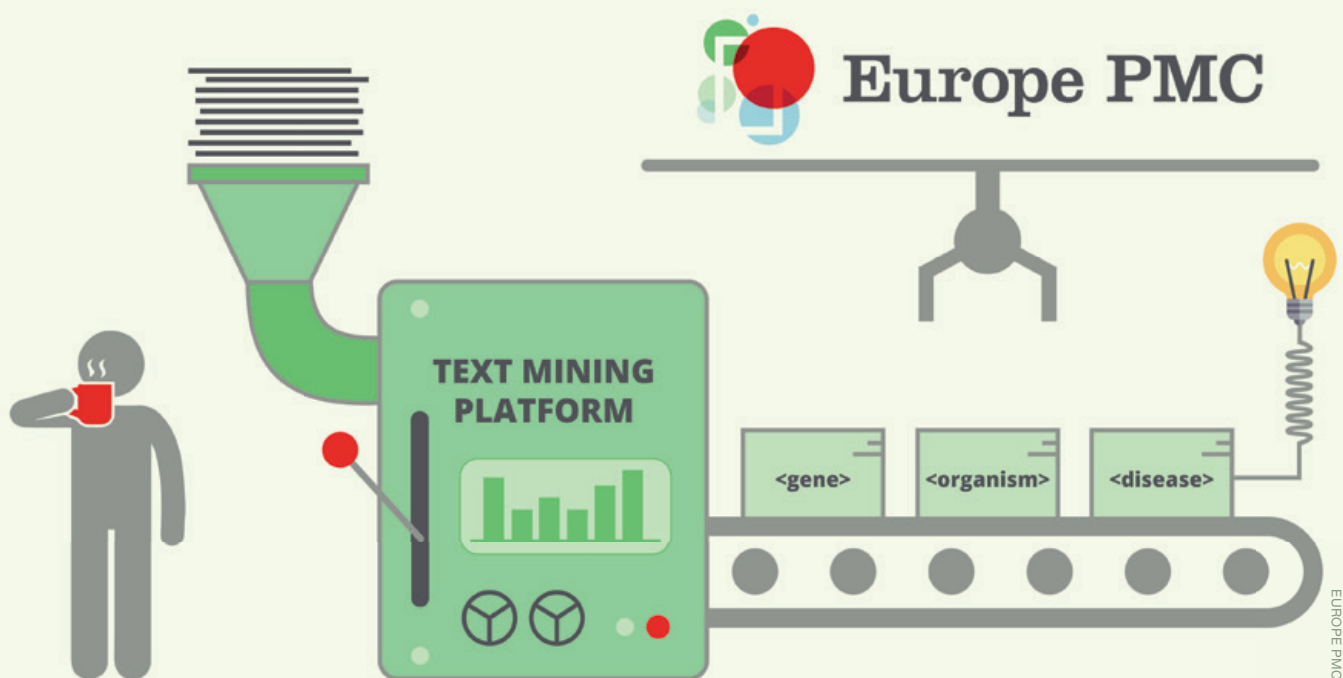 Europe PMC
TEXT MINING
PLATFORM
<gene>
<organism>
<disease>
EUROPE PMC